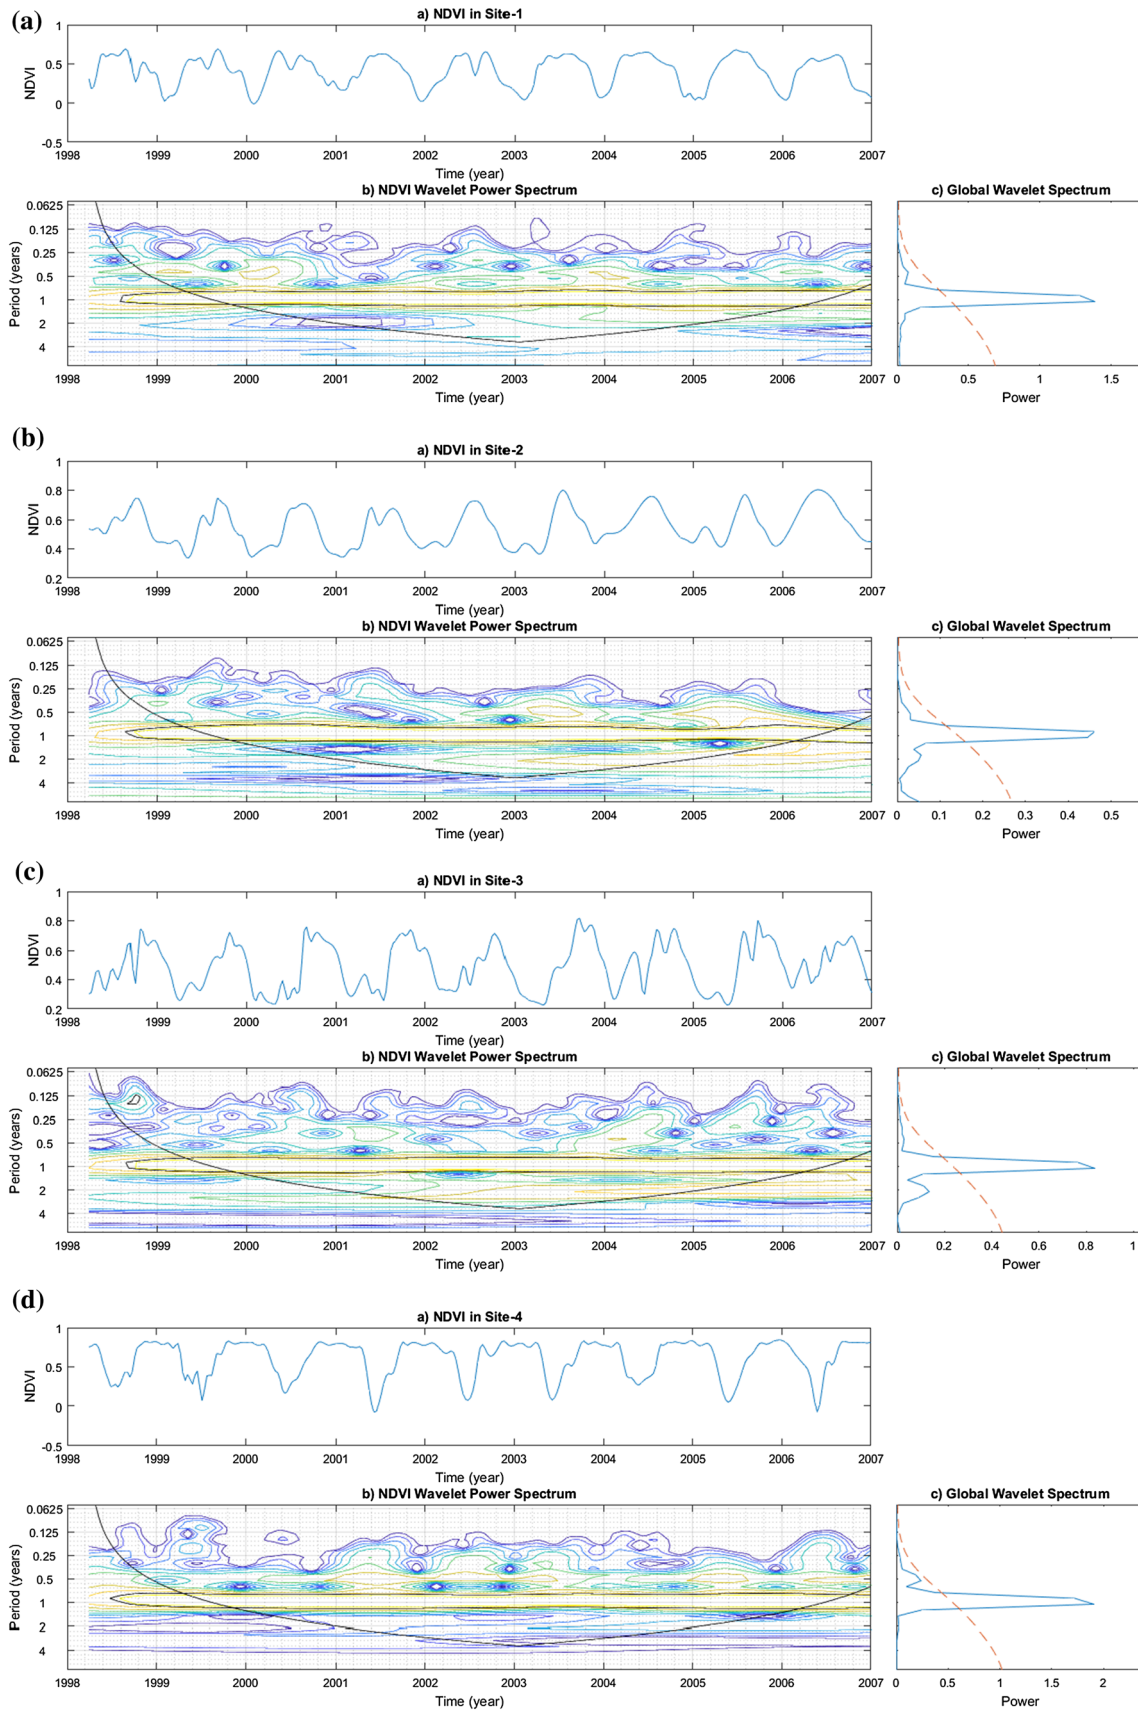 (a)
a) NDVI in Site-1
NDVI
1
0.5
0
-0.5
1998 1999 2000 2001 2002 2003 2004 2005 2006 2007
Time (year)
b) NDVI Wavelet Power Spectrum
Period (years)
0.0625
0.125
0.25
0.5
1
2
4
1998 1999 2000 2001 2002 2003 2004 2005 2006 2007
Time (year)
c) Global Wavelet Spectrum
0 0.5 1 1.5
Power
(b)
a) NDVI in Site-2
NDVI
1
0.8
0.6
0.4
0.2
1998 1999 2000 2001 2002 2003 2004 2005 2006 2007
Time (year)
b) NDVI Wavelet Power Spectrum
Period (years)
0.0625
0.125
0.25
0.5
1
2
4
1998 1999 2000 2001 2002 2003 2004 2005 2006 2007
Time (year)
c) Global Wavelet Spectrum
0 0.1 0.2 0.3 0.4 0.5
Power
(c)
a) NDVI in Site-3
NDVI
1
0.8
0.6
0.4
0.2
1998 1999 2000 2001 2002 2003 2004 2005 2006 2007
Time (year)
b) NDVI Wavelet Power Spectrum
Period (years)
0.0625
0.125
0.25
0.5
1
2
4
1998 1999 2000 2001 2002 2003 2004 2005 2006 2007
Time (year)
c) Global Wavelet Spectrum
0 0.2 0.4 0.6 0.8 1
Power
(d)
a) NDVI in Site-4
NDVI
1
0.5
0
-0.5
1998 1999 2000 2001 2002 2003 2004 2005 2006 2007
Time (year)
b) NDVI Wavelet Power Spectrum
Period (years)
0.0625
0.125
0.25
0.5
1
2
4
1998 1999 2000 2001 2002 2003 2004 2005 2006 2007
Time (year)
c) Global Wavelet Spectrum
0 0.5 1 1.5 2
Power